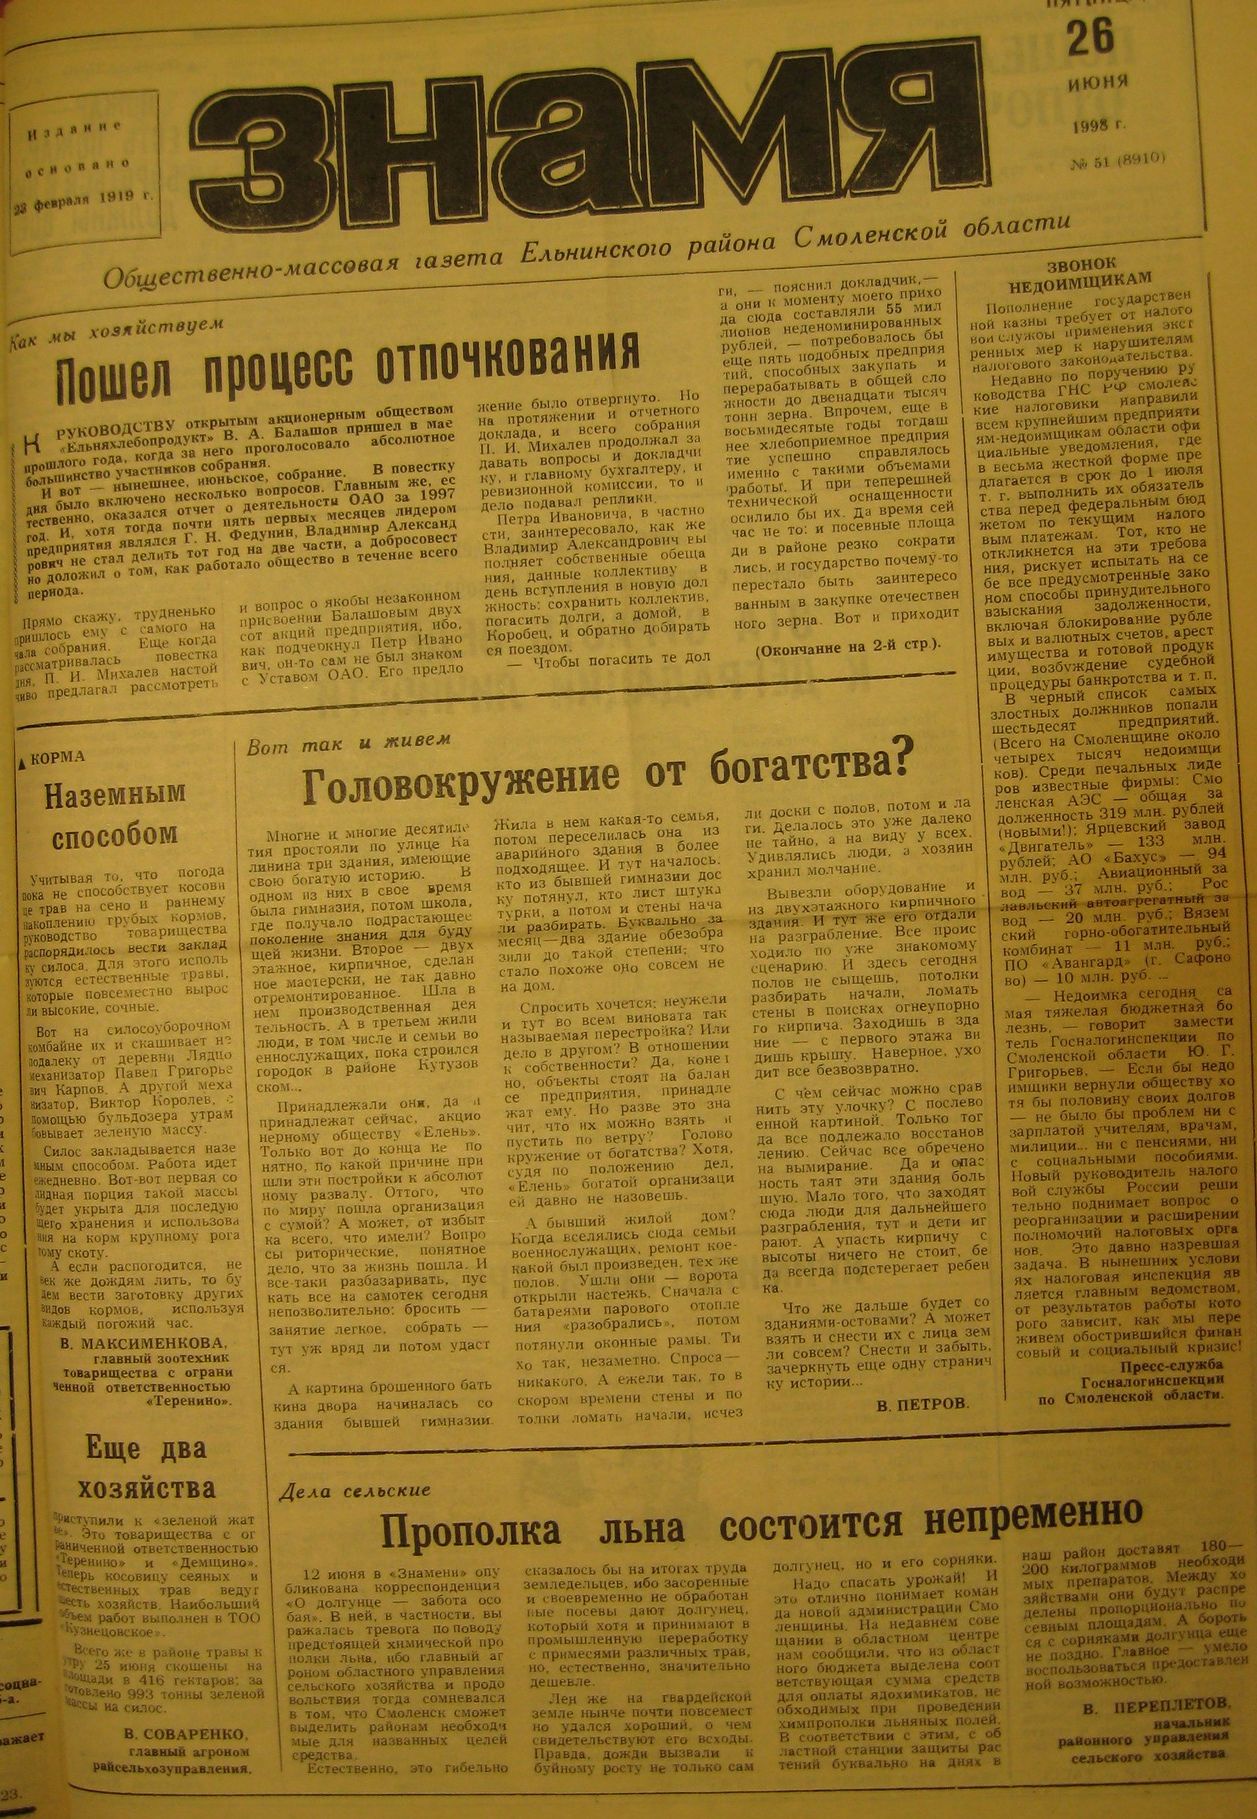 26
ИЮНЯ
1998 г.
№ 51 (8910)
Издание
основано
23 февраля 1919 г.
ЗНАМЯ
Общественно-массовая газета Ельнинского района Смоленской области
Как мы хозяйствуем
Пошел процесс отпочкования
К РУКОВОДСТВУ открытым акционерным обществом
«Ельняхлебопродукт» В. А. Балашов пришел в мае
прошлого года, когда за него проголосовало абсолютное
большинство участников собрания.
И вот — нынешнее, июньское, собрание. В повестку
дня было включено несколько вопросов. Главным же, ес
тественно, оказался отчет о деятельности ОАО за 1997
год. И, хотя тогда почти пять первых месяцев лидером
предприятия являлся Г. Н. Федунин, Владимир Александ
рович не стал делить тот год на две части, а добросовест
но доложил о том, как работало общество в течение всего
периода.
Прямо скажу, трудненько
пришлось ему с самого на
чала собрания. Еще когда
рассматривалась повестка
дня, П. И. Михалев настой
чиво предлагал рассмотреть
и вопрос о якобы незаконном
присвоении Балашовым двух
сот акций предприятия, ибо,
как подчеркнул Петр Ивано
вич, он-то сам не был знаком
с Уставом ОАО. Его предло
жение было отвергнуто. Но
на протяжении и отчетного
доклада, и всего собрания
П. И. Михалев продолжал за
давать вопросы и докладчи
ку, и главному бухгалтеру, и
ревизионной комиссии, то и
дело подавал реплики.
Петра Ивановича, в частно
сти, заинтересовало, как же
Владимир Александрович вы
полняет собственные обеща
ния, данные коллективу в
день вступления в новую дол
жность: сохранить коллектив,
погасить долги, а домой, в
Коробец, и обратно добирать
ся поездом.
— Чтобы погасить те дол
ги, — пояснил докладчик,—
а они к моменту моего прихо
да сюда составляли 55 мил
лионов неденоминированных
рублей, — потребовалось бы
еще пять подобных предприя
тий, способных закупать и
перерабатывать в общей сло
жности до двенадцати тысяч
тонн зерна. Впрочем, еще в
восьмидесятые годы тогдаш
нее хлебоприемное предприя
тие успешно справлялось
именно с такими объемами
работы. И при теперешней
технической оснащенности
осилило бы их. Да время сей
час не то: и посевные площа
ди в районе резко сократи
лись, и государство почему-то
перестало быть заинтересо
ванным в закупке отечествен
ного зерна. Вот и приходит
(Окончание на 2-й стр).
ЗВОНОК
НЕДОИМЩИКАМ
Пополнение государствен
ной казны требует от налого
вой службы применения экст
ренных мер к нарушителям
налогового законодательства.
Недавно по поручению ру
ководства ГНС РФ смоленс
кие налоговики направили
всем крупнейшим предприяти
ям-недоимщикам области офи
циальные уведомления, где
в весьма жесткой форме пре
длагается в срок до 1 июля
т. г. выполнить их обязатель
ства перед федеральным бюд
жетом по текущим налого
вым платежам. Тот, кто не
откликнется на эти требова
ния, рискует испытать на се
бе все предусмотренные зако
ном способы принудительного
взыскания задолженности,
включая блокирование рубле
вых и валютных счетов, арест
имущества и готовой продук
ции, возбуждение судебной
процедуры банкротства и т. п.
В черный список самых
злостных должников попали
шестьдесят предприятий.
(Всего на Смоленщине около
четырех тысяч недоимщи
ков). Среди печальных лиде
ров известные фирмы: Смо
ленская АЭС — общая за
долженность 319 млн. рублей
(новыми!); Ярцевский завод
«Двигатель» — 133 млн.
рублей; АО «Бахус» — 94
млн. руб.; Авиационный за
вод — 37 млн. руб.; Рос
лавльский автоагрегатный за
вод — 20 млн. руб.; Вязем
ский горно-обогатительный
комбинат — 11 млн. руб.;
ПО «Авангард» (г. Сафоно
во) — 10 млн. руб. ...
— Недоимка сегодня са
мая тяжелая бюджетная бо
лезнь, — говорит замести
тель Госналогинспекции по
Смоленской области Ю. Г.
Григорьев, — Если бы недо
имщики вернули обществу хо
тя бы половину своих долгов
— не было бы проблем ни с
зарплатой учителям, врачам,
милиции... ни с пенсиями, ни
с социальными пособиями.
Новый руководитель налого
вой службы России реши
тельно поднимает вопрос о
реорганизации и расширении
полномочий налоговых орга
нов. Это давно назревшая
задача. В нынешних услови
ях налоговая инспекция яв
ляется главным ведомством,
от результатов работы кото
рого зависит, как мы пере
живем обострившийся финан
совый и социальный кризис!
Пресс-служба
Госналогинспекции
по Смоленской области.
КОРМА
Наземным
способом
Учитывая то, что погода
пока не способствует косови
це трав на сено и раннему
накоплению грубых кормов,
руководство товарищества
распорядилось вести заклад
ку силоса. Для этого исполь
зуются естественные травы,
которые повсеместно вырос
ли высокие, сочные.
Вот на силосоуборочном
комбайне их и скашивает не
подалеку от деревни Лядцо
механизатор Павел Григорье
вич Карпов. А другой меха
низатор, Виктор Королев, с
помощью бульдозера утрам
бовывает зеленую массу.
Силос закладывается назе
мным способом. Работа идет
ежедневно. Вот-вот первая со
лидная порция такой массы
будет укрыта для последую
щего хранения и использова
ния на корм крупному рога
тому скоту.
А если распогодится, не
век же дождям лить, то бу
дем вести заготовку других
видов кормов, используя
каждый погожий час.
В. МАКСИМЕНКОВА,
главный зоотехник
товарищества с ограни
ченной ответственностью
«Теренино».
Еще два
хозяйства
приступили к «зеленой жат
ве». Это товарищества с ог
раниченной ответственностью
«Теренино» и «Демщино».
Теперь косовицу сеяных и
естественных трав ведут
шесть хозяйств. Наибольший
объем работ выполнен в ТОО
«Кузнецовское».
Всего же в районе травы к
утру 25 июня скошены на
площади в 416 гектаров; за
готовлено 993 тонны зеленой
массы на силос.
В. СОВАРЕНКО,
главный агроном
райсельхозуправления.
Вот так и живем
Головокружение от богатства?
Многие и многие десятиле
тия простояли по улице Ка
линина три здания, имеющие
свою богатую историю. В
одном из них в свое время
была гимназия, потом школа,
где получало подрастающее
поколение знания для буду
щей жизни. Второе — двух
этажное, кирпичное, сделан
ное мастерски, не так давно
отремонтированное. Шла в
нем производственная дея
тельность. А в третьем жили
люди, в том числе и семьи во
еннослужащих, пока строился
городок в районе Кутузов
ском...
Принадлежали они, да и
принадлежат сейчас, акцио
нерному обществу «Елень».
Только вот до конца не по
нятно, по какой причине при
шли эти постройки к абсолют
ному развалу. Оттого, что
по миру пошла организация
с сумой? А может, от избыт
ка всего, что имели? Вопро
сы риторические, понятное
дело, что за жизнь пошла. И
все-таки разбазаривать, пус
кать все на самотек сегодня
непозволительно: бросить —
занятие легкое, собрать —
тут уж вряд ли потом удаст
ся.
А картина брошенного бать
кина двора начиналась со
здания бывшей гимназии.
Жила в нем какая-то семья,
потом переселилась она из
аварийного здания в более
подходящее. И тут началось.
кто из бывшей гимназии дос
ку потянул, кто лист штука
турки, а потом и стены нача
ли разбирать. Буквально за
месяц—два здание обезобра
зили до такой степени; что
стало похоже оно совсем не
на дом.
Спросить хочется: неужели
и тут во всем виновата так
называемая перестройка? Или
дело в другом? В отношении
к собственности? Да, конеч
но, объекты стоят на балан
се предприятия, принадле
жат ему. Но разве это зна
чит, что их можно взять и
пустить по ветру? Голово
кружение от богатства? Хотя,
судя по положению дел,
«Елень» богатой организаци
ей давно не назовешь.
А бывший жилой дом?
Когда вселялись сюда семьи
военнослужащих, ремонт кое-
какой был произведен, тех же
полов. Ушли они — ворота
открыли настежь. Сначала с
батареями парового отопле
ния «разобрались», потом
потянули оконные рамы. Ти
хо так, незаметно. Спроса—
никакого. А ежели так, то в
скором времени стены и по
толки ломать начали, исчез
ли доски с полов, потом и ла
ги. Делалось это уже далеко
не тайно, а на виду у всех.
Удивлялись люди, а хозяин
хранил молчание.
Вывезли оборудование и
из двухэтажного кирпичного
здания. И тут же его отдали
на разграбление. Все проис
ходило по уже знакомому
сценарию. И здесь сегодня
полов не сыщешь, потолки
разбирать начали, ломать
стены в поисках огнеупорно
го кирпича. Заходишь в зда
ние — с первого этажа ви
дишь крышу. Наверное, ухо
дит все безвозвратно.
С чем сейчас можно срав
нить эту улочку? С послево
енной картиной. Только тог
да все подлежало восстанов
лению. Сейчас все обречено
на вымирание. Да и опас
ность таят эти здания боль
шую. Мало того, что заходят
сюда люди для дальнейшего
разграбления, тут и дети иг
рают. А упасть кирпичу с
высоты ничего не стоит, бе
да всегда подстерегает ребен
ка.
Что же дальше будет со
зданиями-остовами? А может
взять и снести их с лица зем
ли совсем? Снести и забыть,
зачеркнуть еще одну странич
ку истории...
В. ПЕТРОВ.
Дела сельские
Прополка льна состоится непременно
12 июня в «Знамени» опу
бликована корреспонденция
«О долгунце — забота осо
бая». В ней, в частности, вы
ражалась тревога по поводу
предстоящей химической про
полки льна, ибо главный аг
роном областного управления
сельского хозяйства и продо
вольствия тогда сомневался
в том, что Смоленск сможет
выделить районам необходи
мые для названных целей
средства.
Естественно, это гибельно
сказалось бы на итогах труда
земледельцев, ибо засоренные
и своевременно не обработан
ные посевы дают долгунец,
который хотя и принимают в
промышленную переработку
с примесями различных трав,
но, естественно, значительно
дешевле.
Лен же на гвардейской
земле нынче почти повсемест
но удался хороший, о чем
свидетельствуют его всходы.
Правда, дожди вызвали к
буйному росту не только сам
долгунец, но и его сорняки.
Надо спасать урожай! И
это отлично понимает коман
да новой администрации Смо
ленщины. На недавнем сове
щании в областном центре
нам сообщили, что из област
ного бюджета выделена соот
ветствующая сумма средств
для оплаты ядохимикатов, не
обходимых при проведении
химпрополки льняных полей.
В соответствии с этим, с об
ластной станции защиты рас
тений буквально на днях в
наш район доставят 180—
200 килограммов необходи
мых препаратов. Между хо
зяйствами они будут распре
делены пропорционально по
севным площадям. А бороть
ся с сорняками долгунца еще
не поздно. Главное — умело
воспользоваться предоставлен
ной возможностью.
В. ПЕРЕПЛЕТОВ,
начальник
районного управления
сельского хозяйства